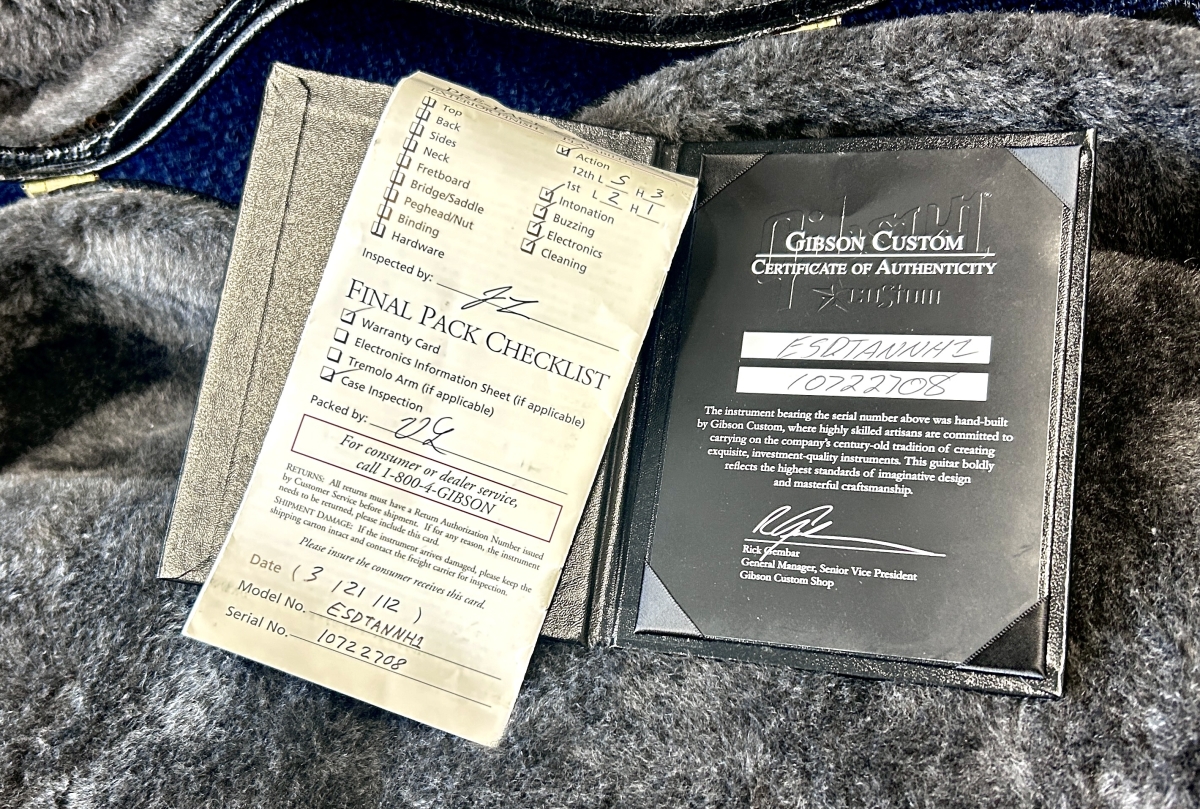 Top
Back
Sides
Neck
Fretboard
Bridge/Saddle
Peghead/Nut
Binding
Hardware
Action
12th L 5 H 3
1st L 2 H 1
Intonation
Buzzing
Electronics
Cleaning
Inspected by:
FINAL PACK CHECKLIST
Warranty Card
Electronics Information Sheet (if applicable)
Tremolo Arm (if applicable)
Case Inspection
Packed by:
For consumer or dealer service,
call 1-800-4-GIBSON
RETURNS: All returns must have a Return Authorization Number issued
by Customer Service before shipment. If for any reason, the instrument
needs to be returned, please include this card.
SHIPMENT DAMAGE: If the instrument arrives damaged, please keep the
shipping carton intact and contact the freight carrier for inspection.
Please insure the consumer receives this card.
Date ( 3 / 21 / 12 )
Model No. ESDTANNH1
Serial No. 10722708
Gibson
GIBSON CUSTOM
CERTIFICATE OF AUTHENTICITY
custom
ESDTANNH1
10722708
The instrument bearing the serial number above was hand-built
by Gibson Custom, where highly skilled artisans are committed to
carrying on the company's century-old tradition of creating
exquisite, investment-quality instruments. This guitar boldly
reflects the highest standards of imaginative design
and masterful craftsmanship.
Rick Gembar
General Manager, Senior Vice President
Gibson Custom Shop